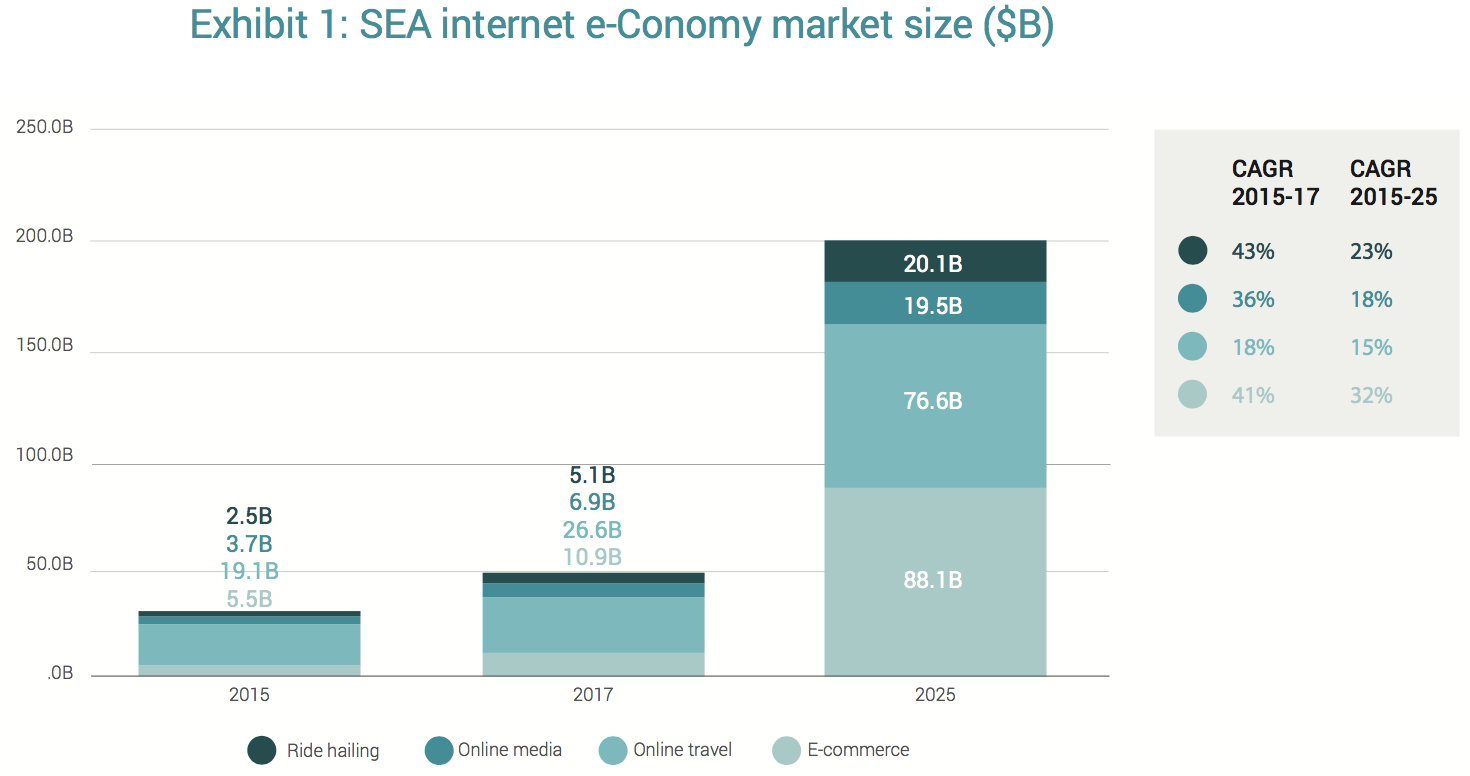 Exhibit 1: SEA internet e-Conomy market size ($B)
250.0B
200.0B
150.0B
100.0B
50.0B
.0B
2.5B
3.7B
19.1B
5.5B
5.1B
6.9B
26.6B
10.9B
20.1B
19.5B
76.6B
88.1B
2015
2017
2025
Ride hailing
Online media
Online travel
E-commerce
CAGR CAGR
2015-17 2015-25
43% 23%
36% 18%
18% 15%
41% 32%